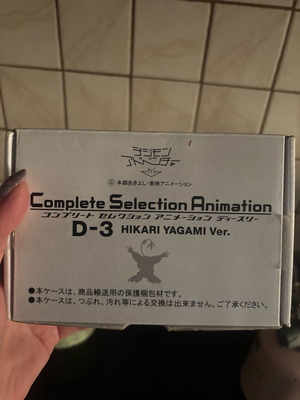 デジモン
アドベンチャー
© 本郷あきよし・東映アニメーション
Complete Selection Animation
コンプリート セレクション アニメーション ディースリー
D-3 HIKARI YAGAMI Ver.
●本ケースは、商品輸送用の保護梱包材です。
●本ケースは、つぶれ、汚れ等による交換は出来ません。ご了承ください。